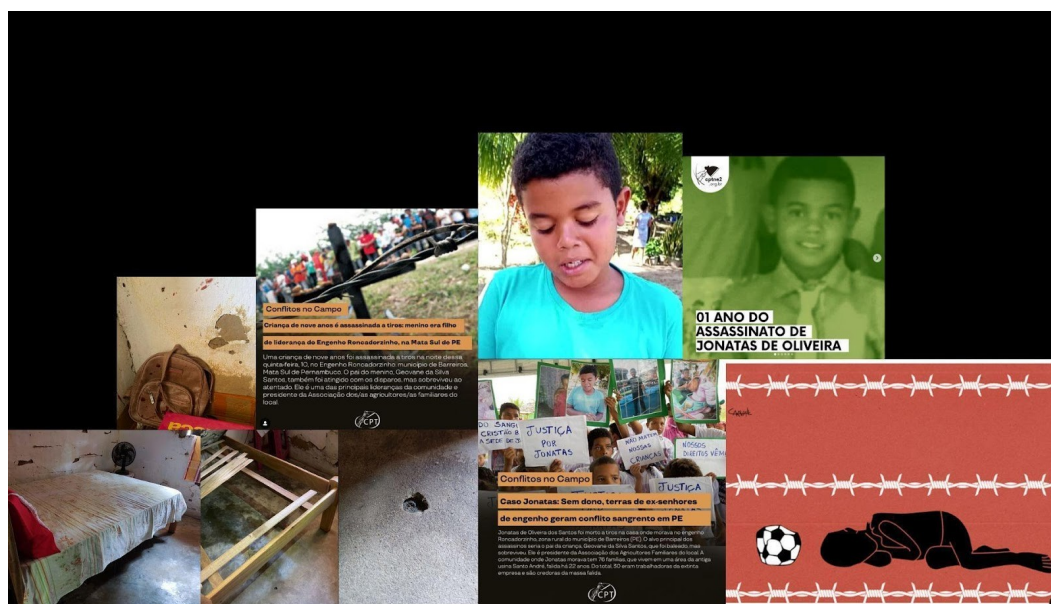 Conflitos no Campo
Criança de nove anos é assassinada a tiros: menino era filho
de liderança do Engenho Roncadorzinho, na Mata Sul de PE
Uma criança de nove anos foi assassinada a tiros na noite dessa
quinta-feira, 10, no Engenho Roncadorzinho, município de Barreiros,
Mata Sul de Pernambuco. O pai do menino, Geovane da Silva
Santos, também foi atingido com os disparos, mas sobreviveu ao
atentado. Ele é uma das principais lideranças da comunidade e
presidente da Associação dos/as agricultores/as familiares do
local.
CPT
cptne2
01 ANO DO
ASSASSINATO DE
JONATAS DE OLIVEIRA
DO SANGUE
CRISTÃO
A SEDE DE
JUSTIÇA
POR
JONATAS
NÃO MATEM
NOSSAS
CRIANÇAS
NOSSOS
DIREITOS VÊM
JUSTIÇA
Conflitos no Campo
Caso Jonatas: Sem dono, terras de ex-senhores
de engenho geram conflito sangrento em PE
Jonatas de Oliveira dos Santos foi morto a tiros na casa onde morava no engenho
Roncadorzinho, zona rural do município de Barreiros (PE). O alvo principal dos
assassinos seria o pai da criança, Geovane da Silva Santos, que foi baleado, mas
sobreviveu. Ele é presidente da Associação dos Agricultores Familiares do local. A
comunidade onde Jonatas morava tem 76 famílias, que vivem em uma área da antiga
usina Santo André, falida há 22 anos. Do total, 30 eram trabalhadoras da extinta
empresa e são credoras da massa falida.
CPT